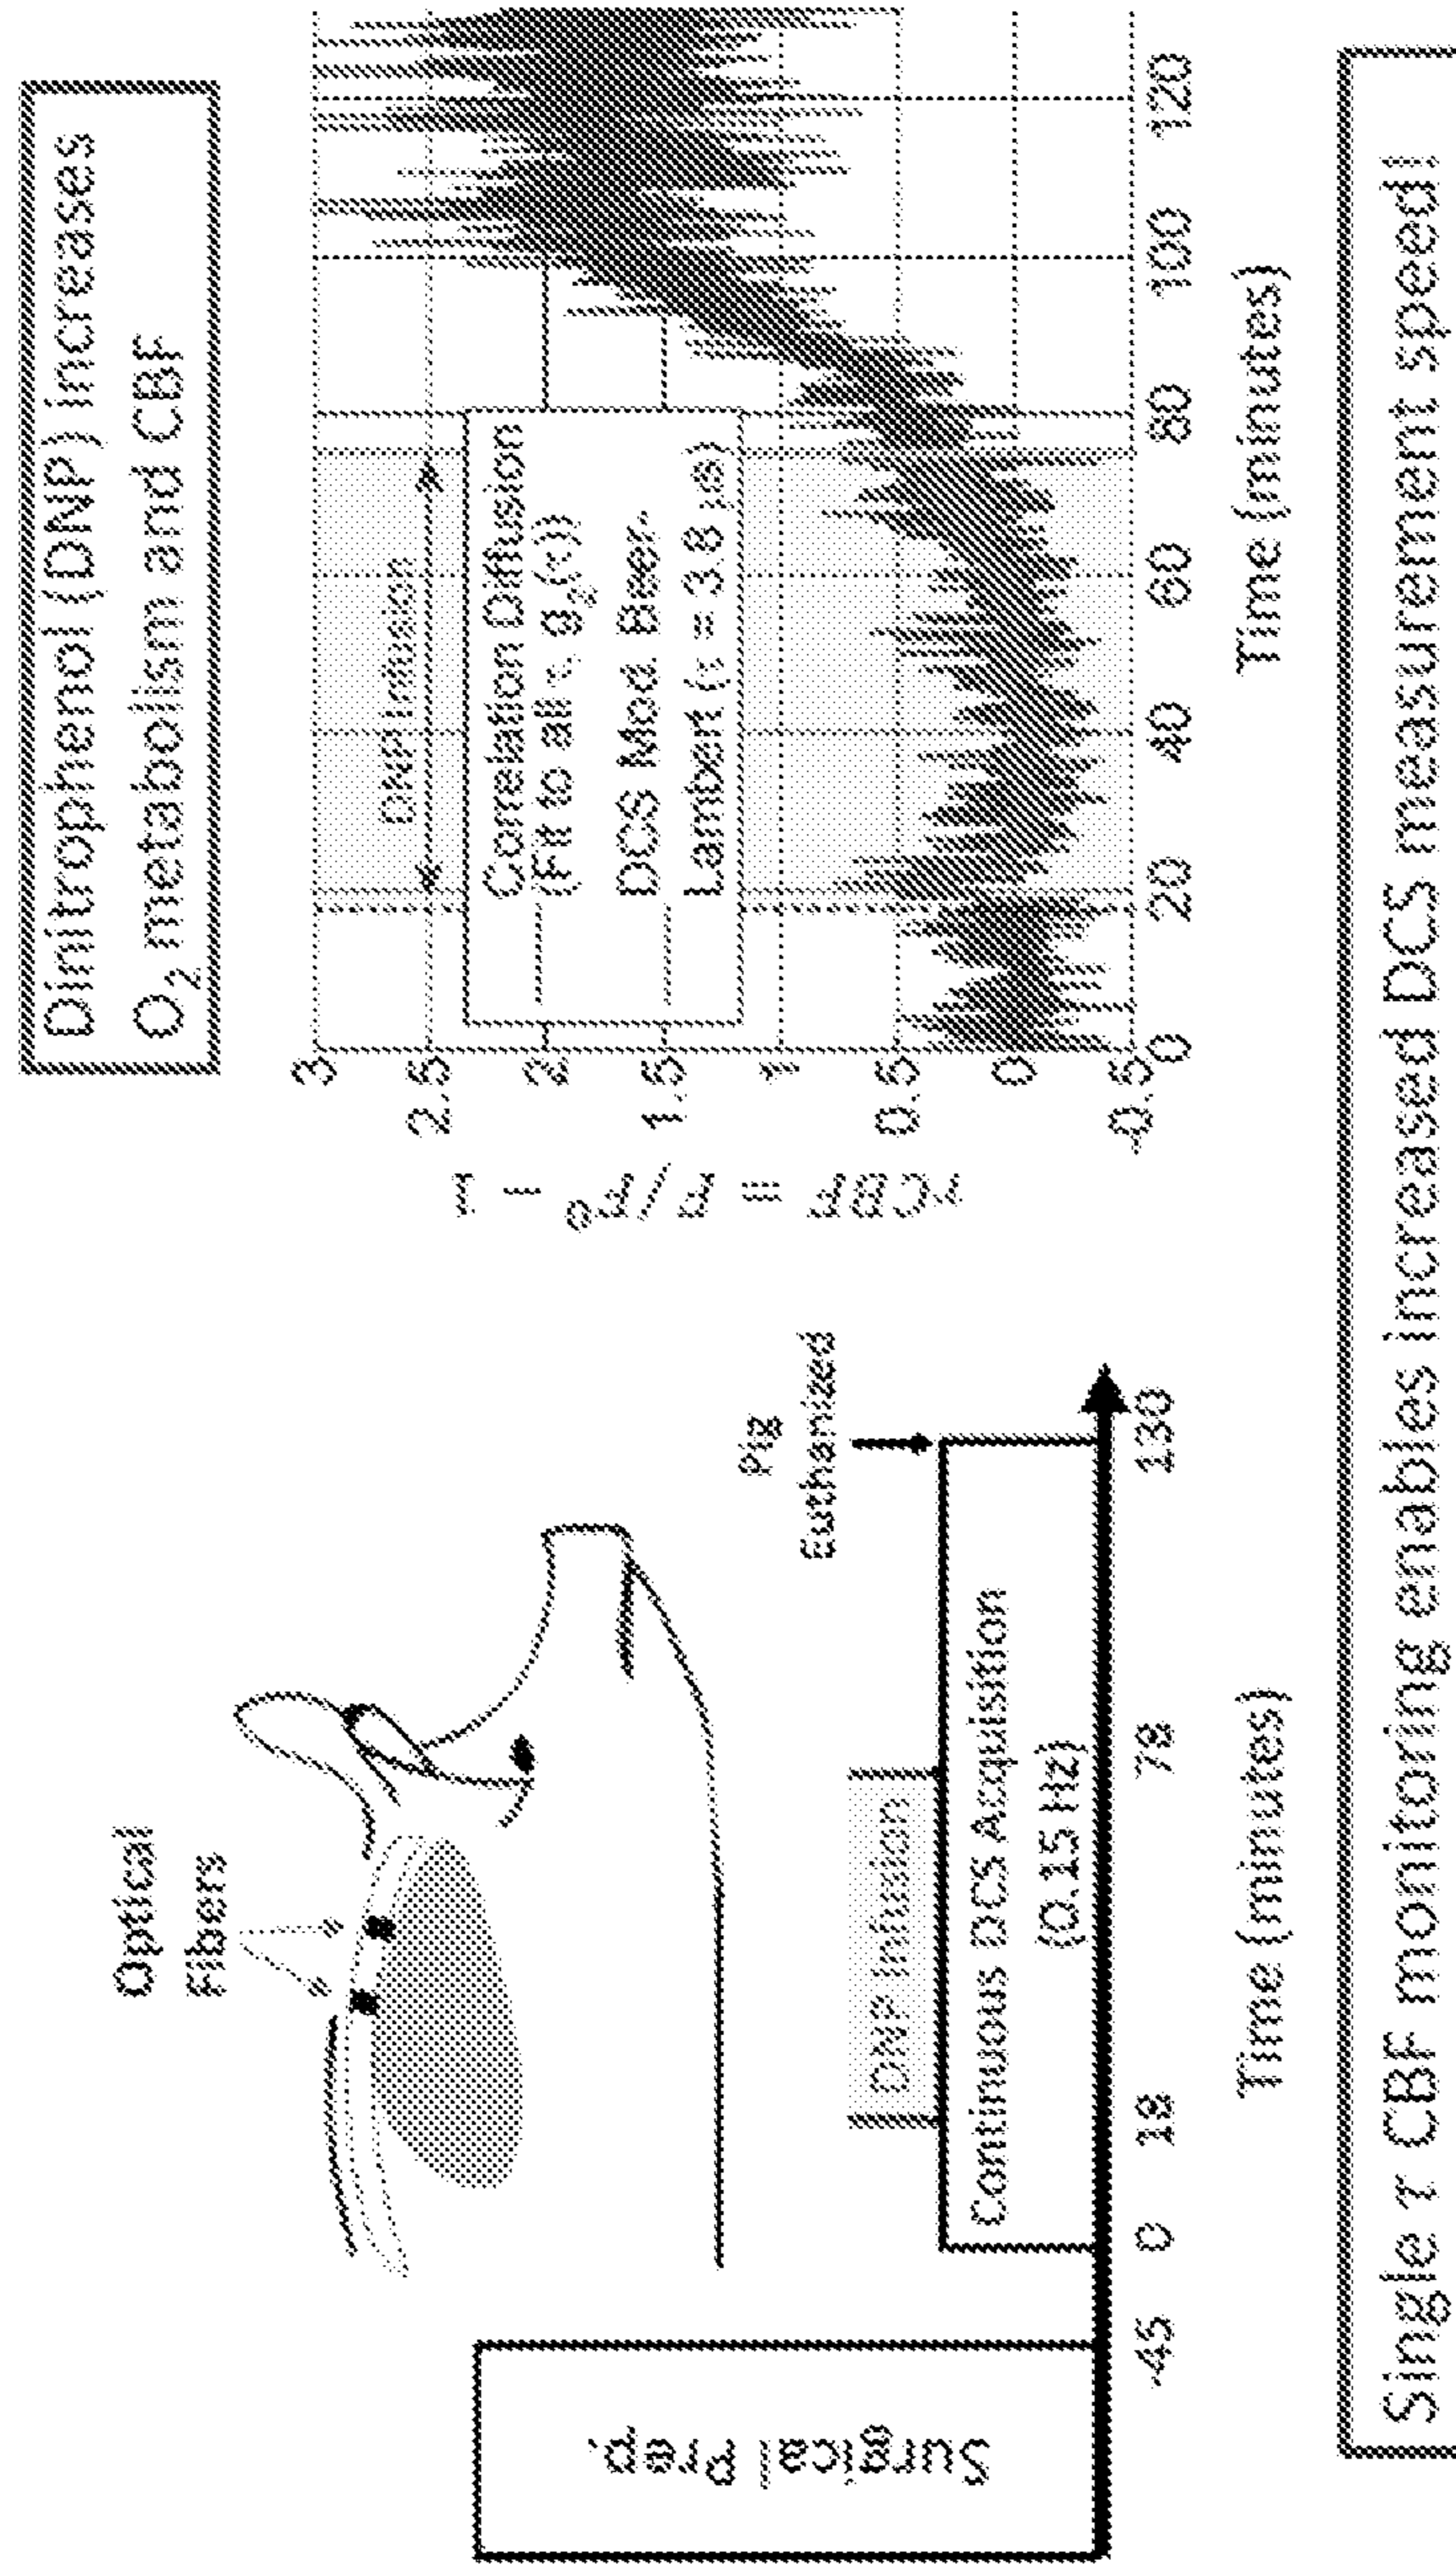 Dinitrophenol (DNP) increases
O₂ metabolism and CBF
Optical
Fibers
Pig
Euthanized
Surgical Prep.
DNP Infusion
Continuous DCS Acquisition
(0.15 Hz)
-45 0 18 78 130
Time (minutes)
rCBF ≡ F/F⁰ − 1
3
2.5
2
1.5
1
0.5
0
-0.5
DNP Infusion
Correlation Diffusion
(Fit to all τ, g₂(τ))
DCS Mod. Beer-
Lambert (τ = 3.8 μs)
0 20 40 60 80 100 120
Time (minutes)
Single τ CBF monitoring enables increased DCS measurement speed!